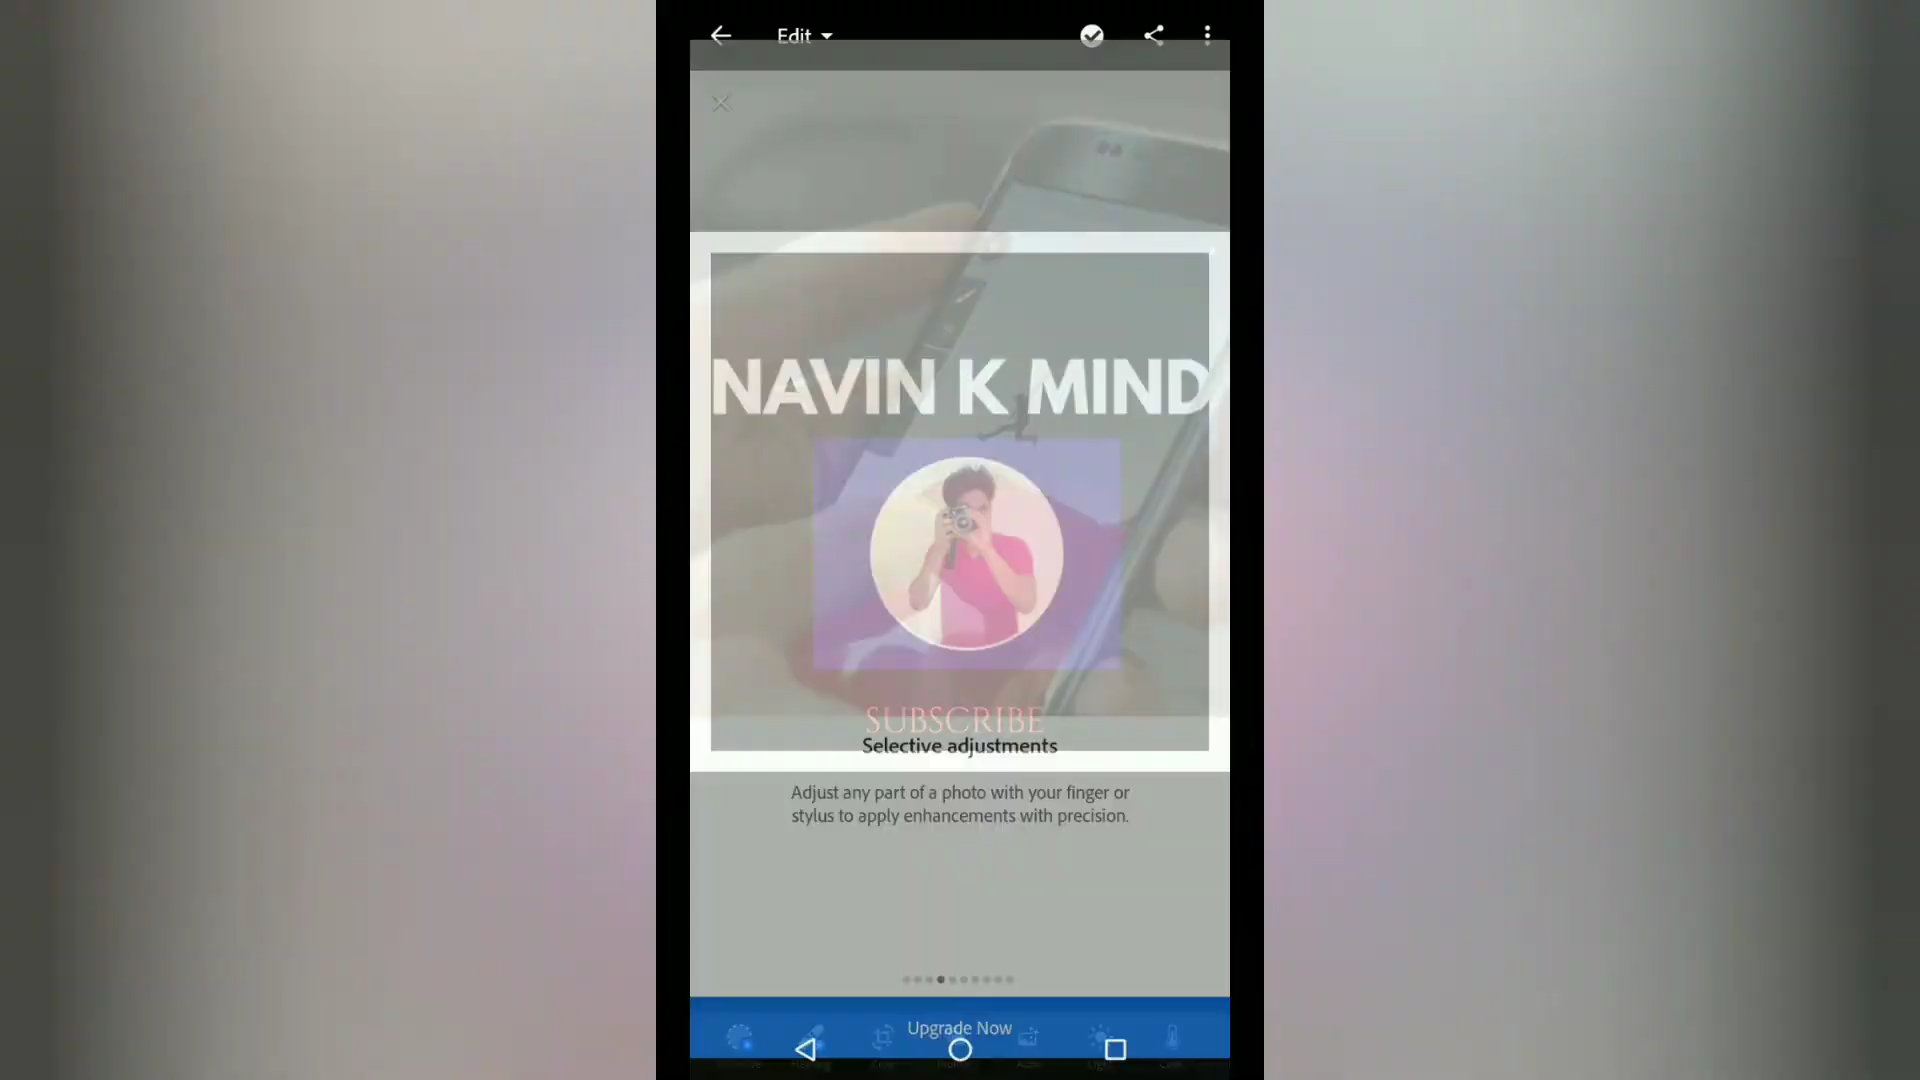 Edit
NAVIN K MIND
SUBSCRIBE
Selective adjustments
Adjust any part of a photo with your finger or
stylus to apply enhancements with precision.
Upgrade Now